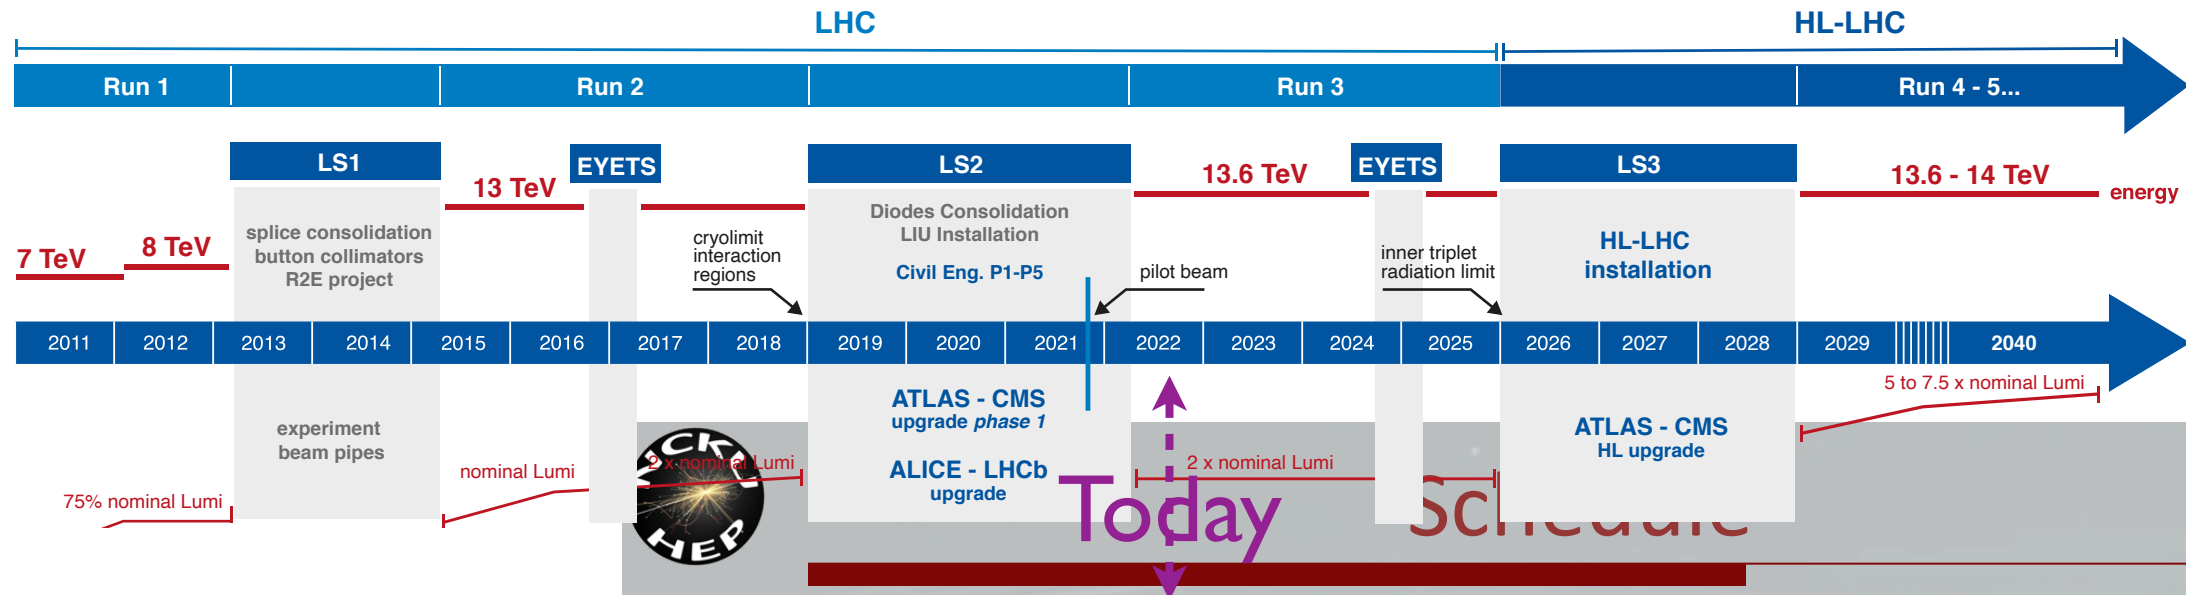 LHC
HL-LHC
Run 1
Run 2
Run 3
Run 4 - 5...
LS1
EYETS
LS2
EYETS
LS3
13 TeV
13.6 TeV
13.6 - 14 TeV
energy
7 TeV
8 TeV
splice consolidation
button collimators
R2E project
cryolimit
interaction
regions
Diodes Consolidation
LIU Installation
Civil Eng. P1-P5
pilot beam
inner triplet
radiation limit
HL-LHC
installation
2011
2012
2013
2014
2015
2016
2017
2018
2019
2020
2021
2022
2023
2024
2025
2026
2027
2028
2029
2040
5 to 7.5 x nominal Lumi
experiment
beam pipes
ATLAS - CMS
upgrade phase 1
ALICE - LHCb
upgrade
ATLAS - CMS
HL upgrade
75% nominal Lumi
nominal Lumi
2 x nominal Lumi
2 x nominal Lumi
HEP
Today
Schedule